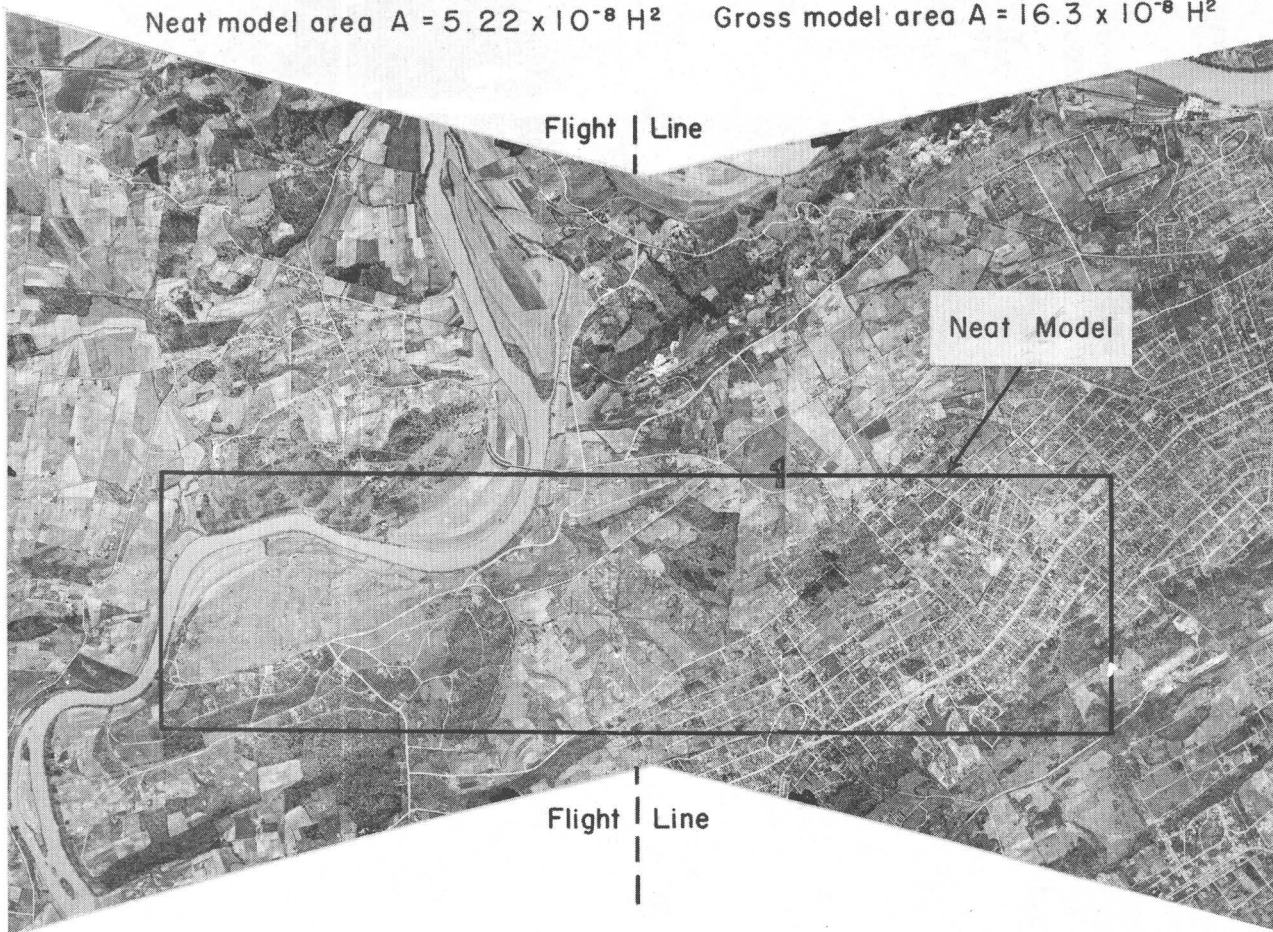 Neat model area A = 5.22 x 10⁻⁸ H² Gross model area A = 16.3 x 10⁻⁸ H²
Flight | Line
Neat Model
Flight | Line